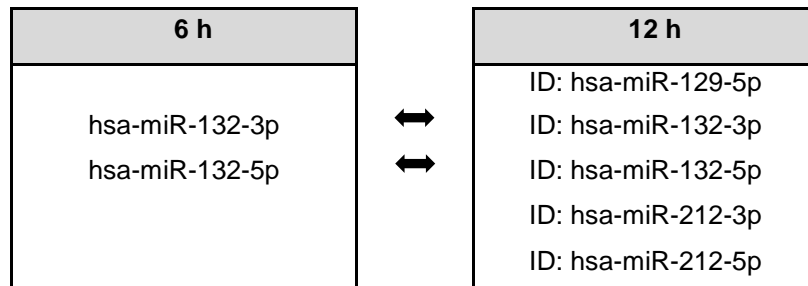 6 h
12 h
ID: hsa-miR-129-5p
hsa-miR-132-3p
ID: hsa-miR-132-3p
hsa-miR-132-5p
ID: hsa-miR-132-5p
ID: hsa-miR-212-3p
ID: hsa-miR-212-5p